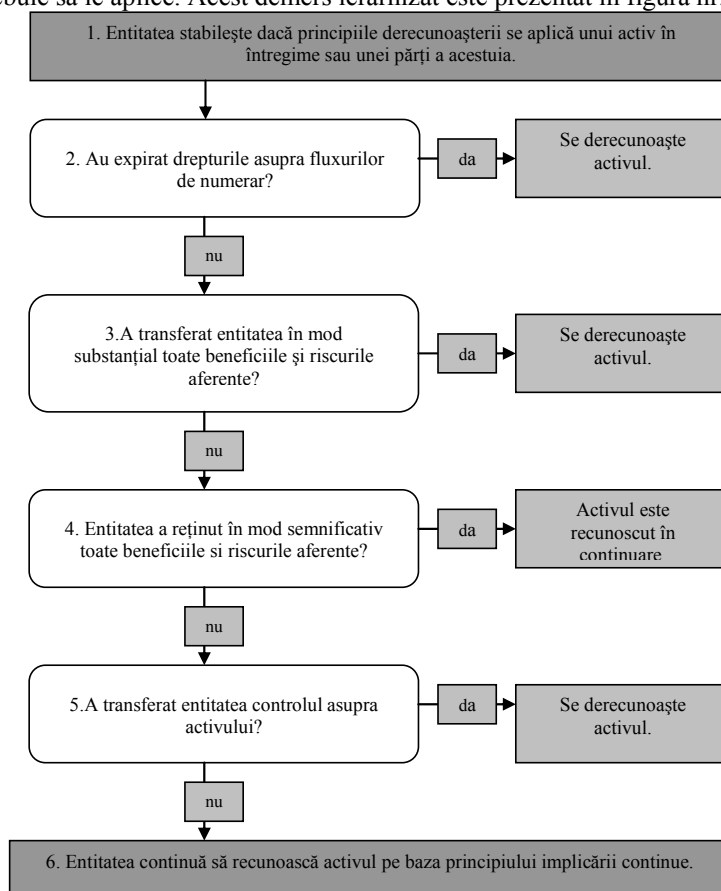 trebuie să le aplice. Acest demers ierarhizat este prezentat în figura nr.
1. Entitatea stabileşte dacă principiile derecunoaşterii se aplică unui activ în
întregime sau unei părţi a acestuia.
2. Au expirat drepturile asupra fluxurilor
de numerar?
da
Se derecunoaşte
activul.
nu
3.A transferat entitatea în mod
substanţial toate beneficiile şi riscurile
aferente?
da
Se derecunoaşte
activul.
nu
4. Entitatea a reţinut în mod semnificativ
toate beneficiile si riscurile aferente?
da
Activul este
recunoscut în
continuare
nu
5.A transferat entitatea controlul asupra
activului?
da
Se derecunoaşte
activul.
nu
6. Entitatea continuă să recunoască activul pe baza principiului implicării continue.